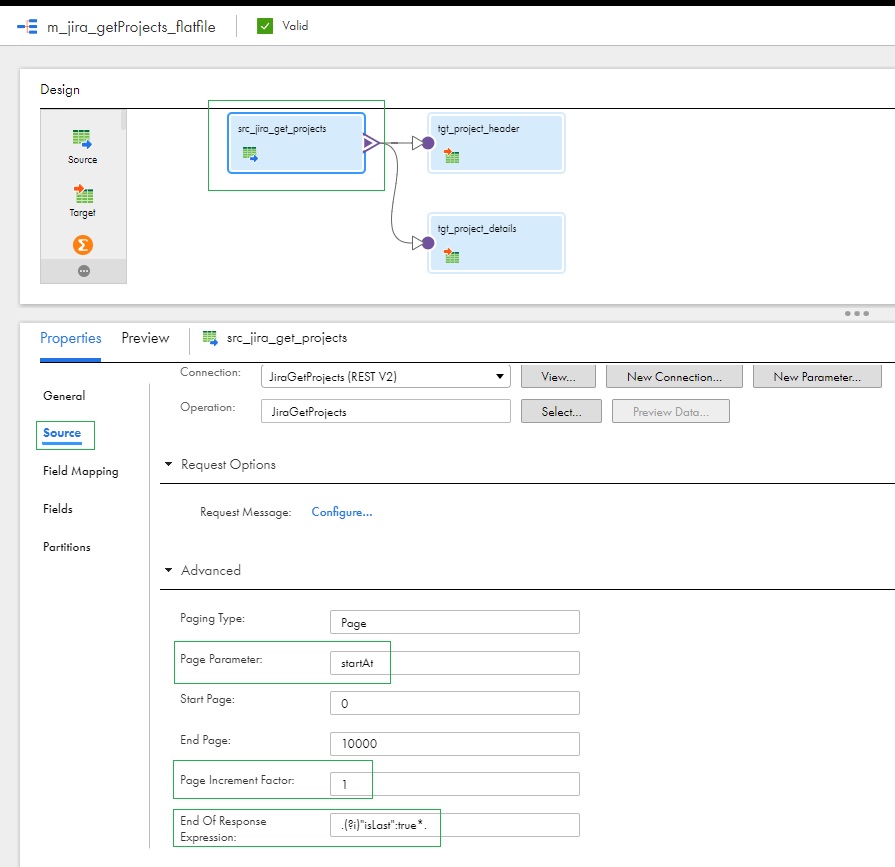 m_jira_getProjects_flatfile
Valid
Design
Source
Target
src_jira_get_projects
tgt_project_header
tgt_project_details
Properties
Preview
src_jira_get_projects
General
Source
Field Mapping
Fields
Partitions
Connection:
JiraGetProjects (REST V2)
View...
New Connection...
New Parameter...
Operation:
JiraGetProjects
Select...
Preview Data...
Request Options
Request Message:
Configure...
Advanced
Paging Type:
Page
Page Parameter:
startAt
Start Page:
0
End Page:
10000
Page Increment Factor:
1
End Of Response
Expression:
.(?i)"isLast":true*.